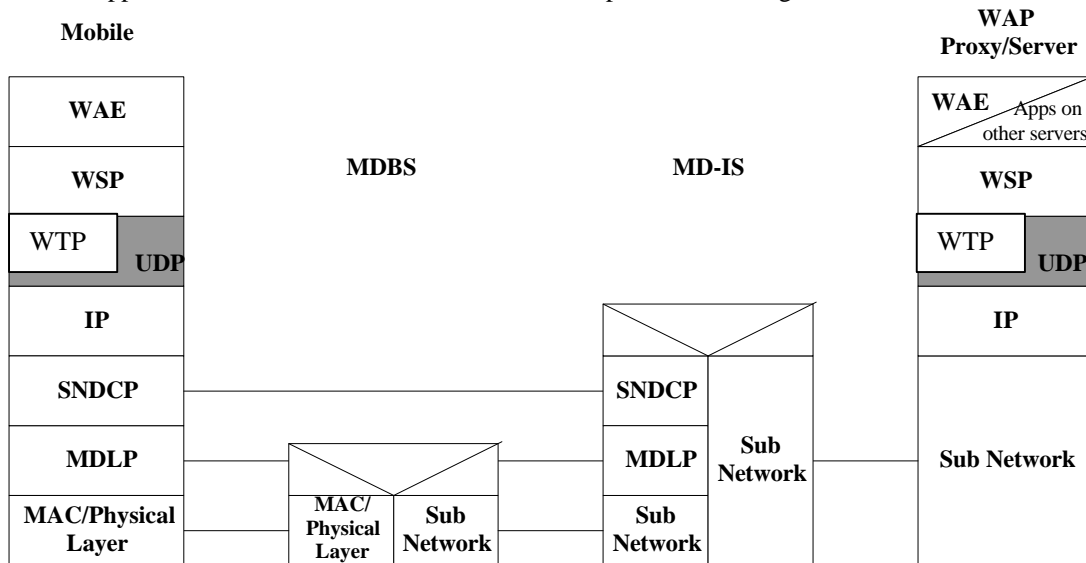 Mobile
WAP
Proxy/Server
WAE
WAE
Apps on
other servers
WSP
MDBS
MD-IS
WSP
WTP
UDP
WTP
UDP
IP
IP
SNDCP
SNDCP
MDLP
MDLP
Sub
Network
Sub Network
MAC/Physical
Layer
MAC/
Physical
Layer
Sub
Network
Sub
Network